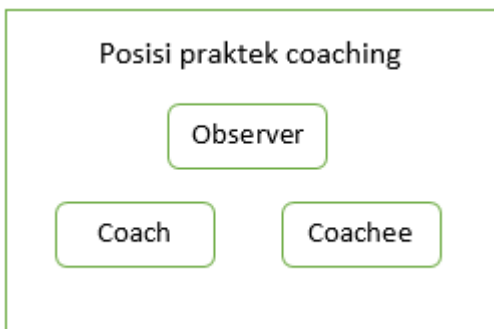 Posisi praktek coaching
Observer
Coach
Coachee